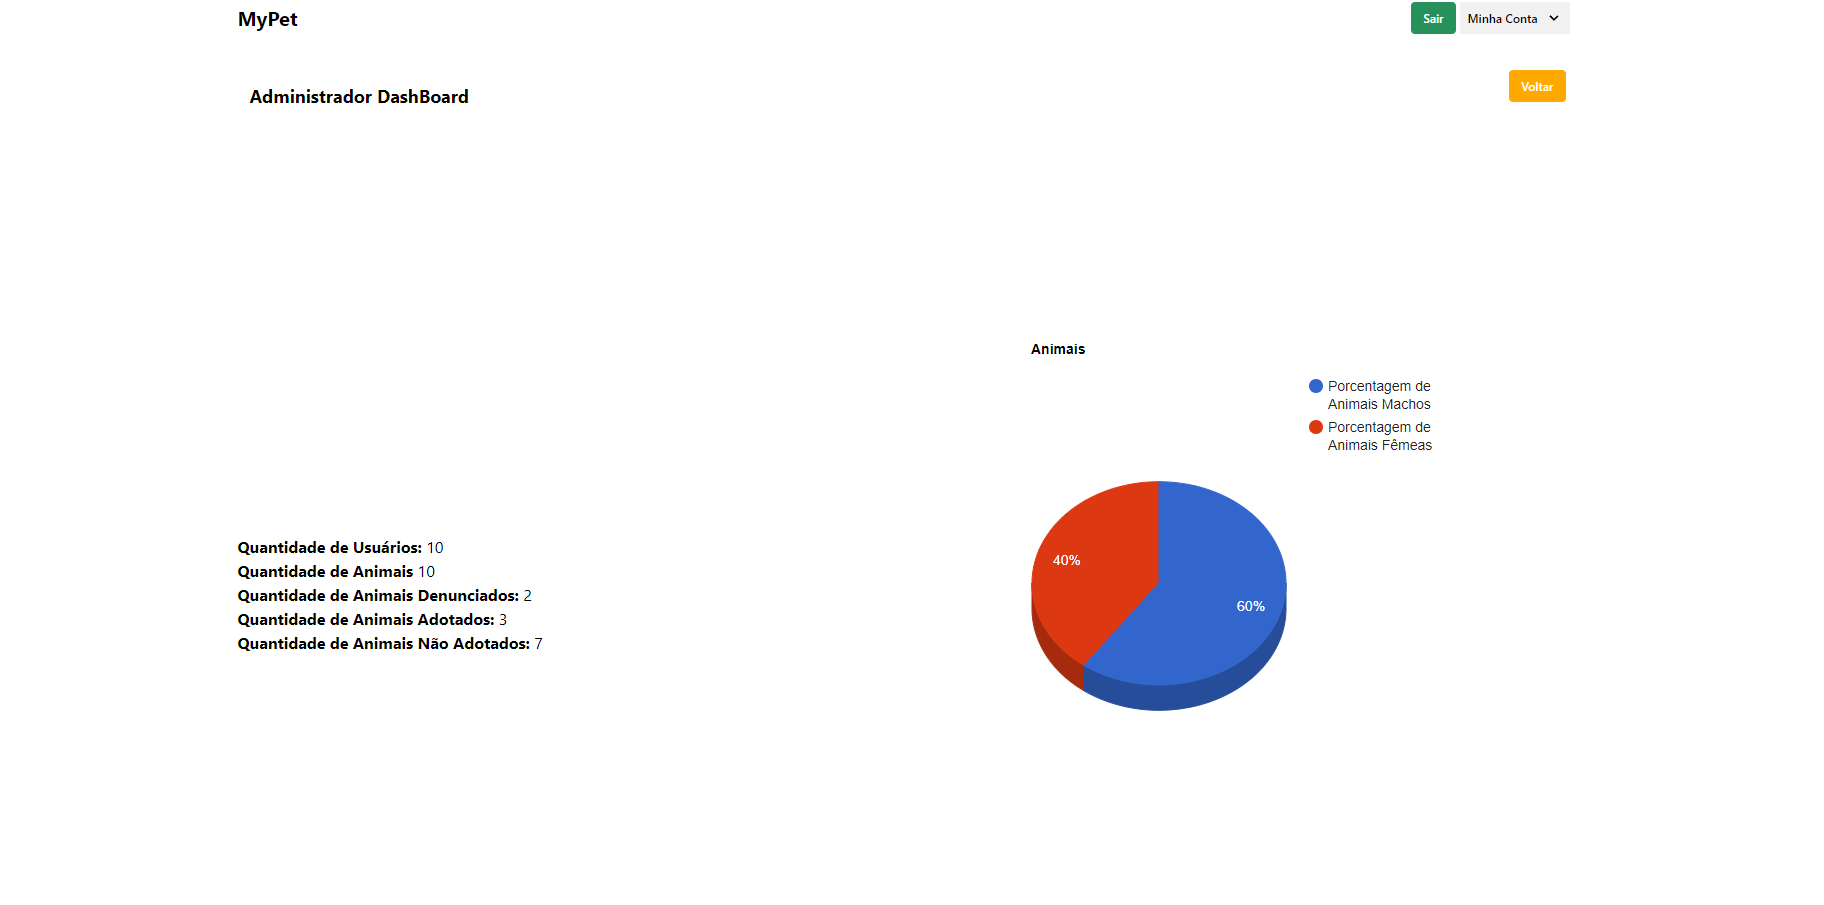 MyPet
Sair
Minha Conta
Administrador DashBoard
Voltar
Animais
Porcentagem de
Animais Machos
Porcentagem de
Animais Fêmeas
40%
60%
Quantidade de Usuários: 10
Quantidade de Animais 10
Quantidade de Animais Denunciados: 2
Quantidade de Animais Adotados: 3
Quantidade de Animais Não Adotados: 7